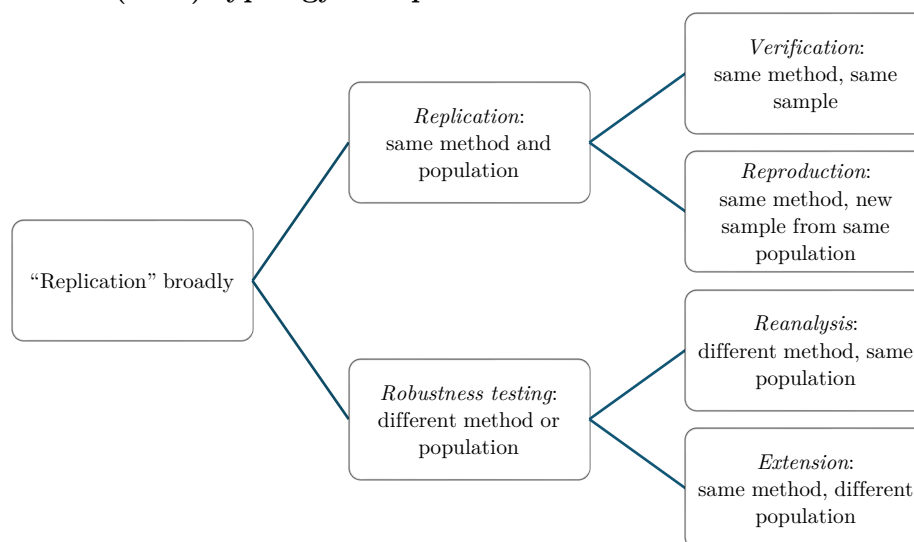 Verification:
same method, same
sample
Replication:
same method and
population
Reproduction:
same method, new
sample from same
population
“Replication” broadly
Reanalysis:
different method, same
population
Robustness testing:
different method or
population
Extension:
same method, different
population